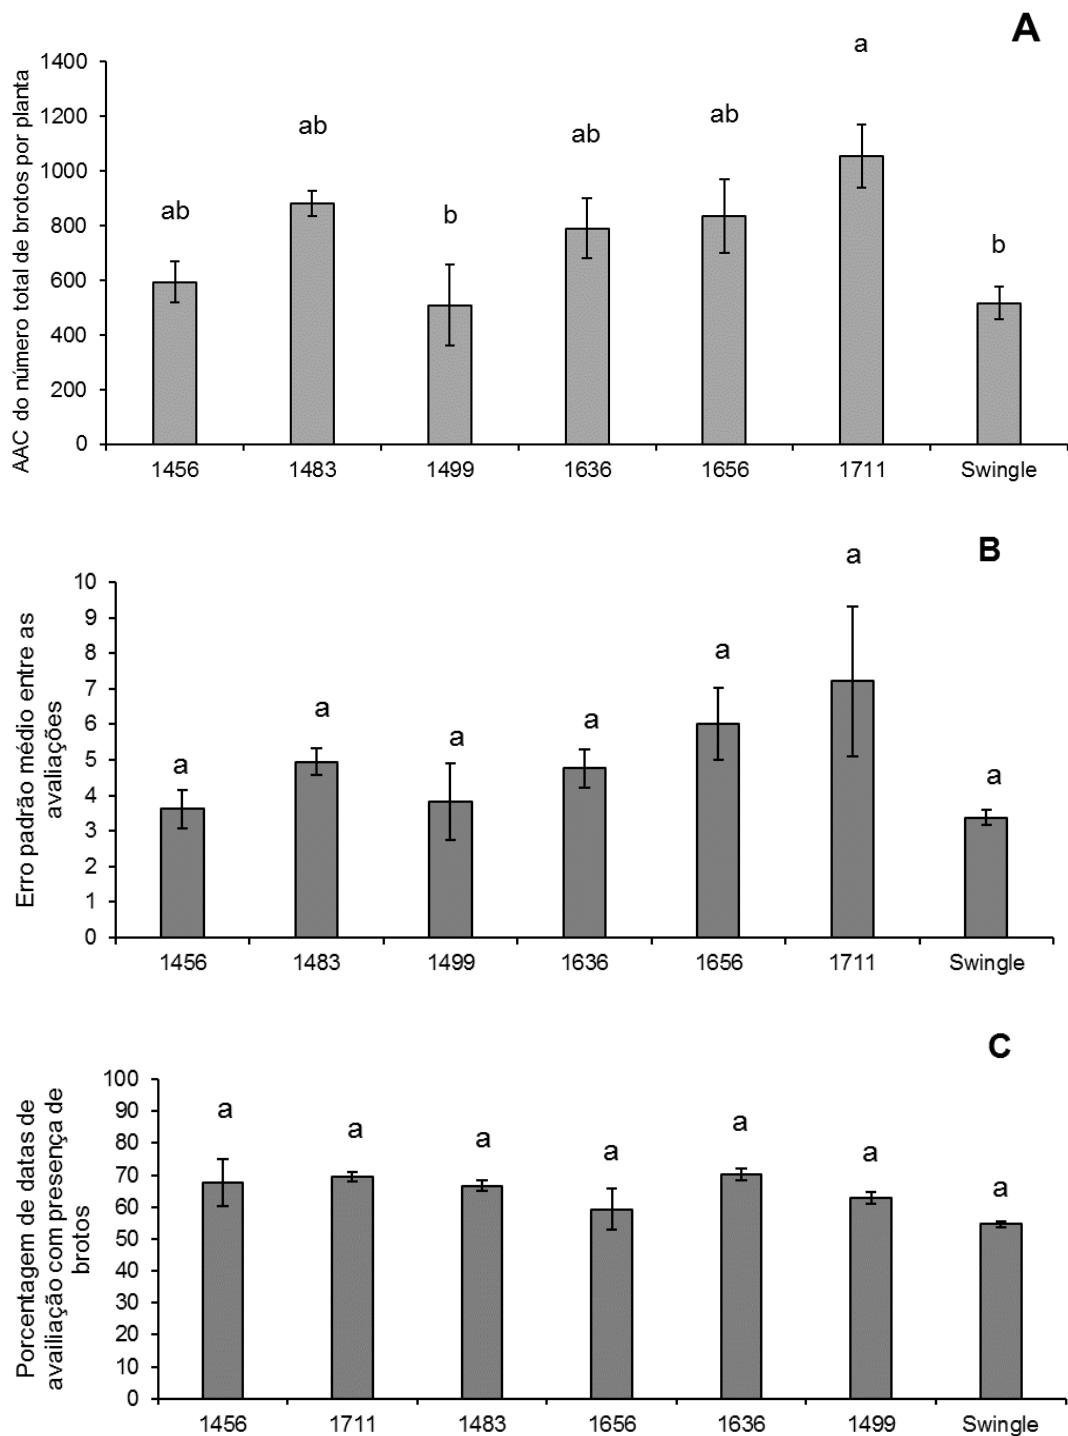 A
AAC do número total de brotos por planta
1400
1200
1000
800
600
400
200
0
ab
ab
b
ab
ab
a
b
1456 1483 1499 1636 1656 1711 Swingle
B
Erro padrão médio entre as
avaliações
10
9
8
7
6
5
4
3
2
1
0
a
a
a
a
a
a
a
1456 1483 1499 1636 1656 1711 Swingle
C
Porcentagem de datas de
availiação com presença de
brotos
100
90
80
70
60
50
40
30
20
10
0
a
a
a
a
a
a
a
1456 1711 1483 1656 1636 1499 Swingle